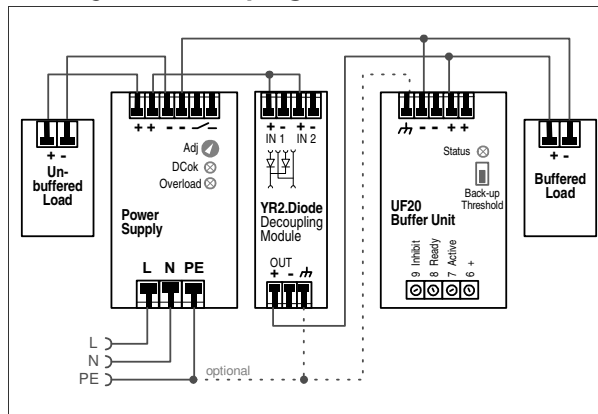 + -
Un-
buffered
Load
+ + - -
Adj
DCok
Overload
Power
Supply
L N PE
+ - + -
IN 1 IN 2
YR2.Diode
Decoupling
Module
OUT
+ -
- - + +
Status
Back-up
Threshold
UF20
Buffer Unit
9 Inhibit
8 Ready
7 Active
6 +
+ -
Buffered
Load
L
N
PE
optional